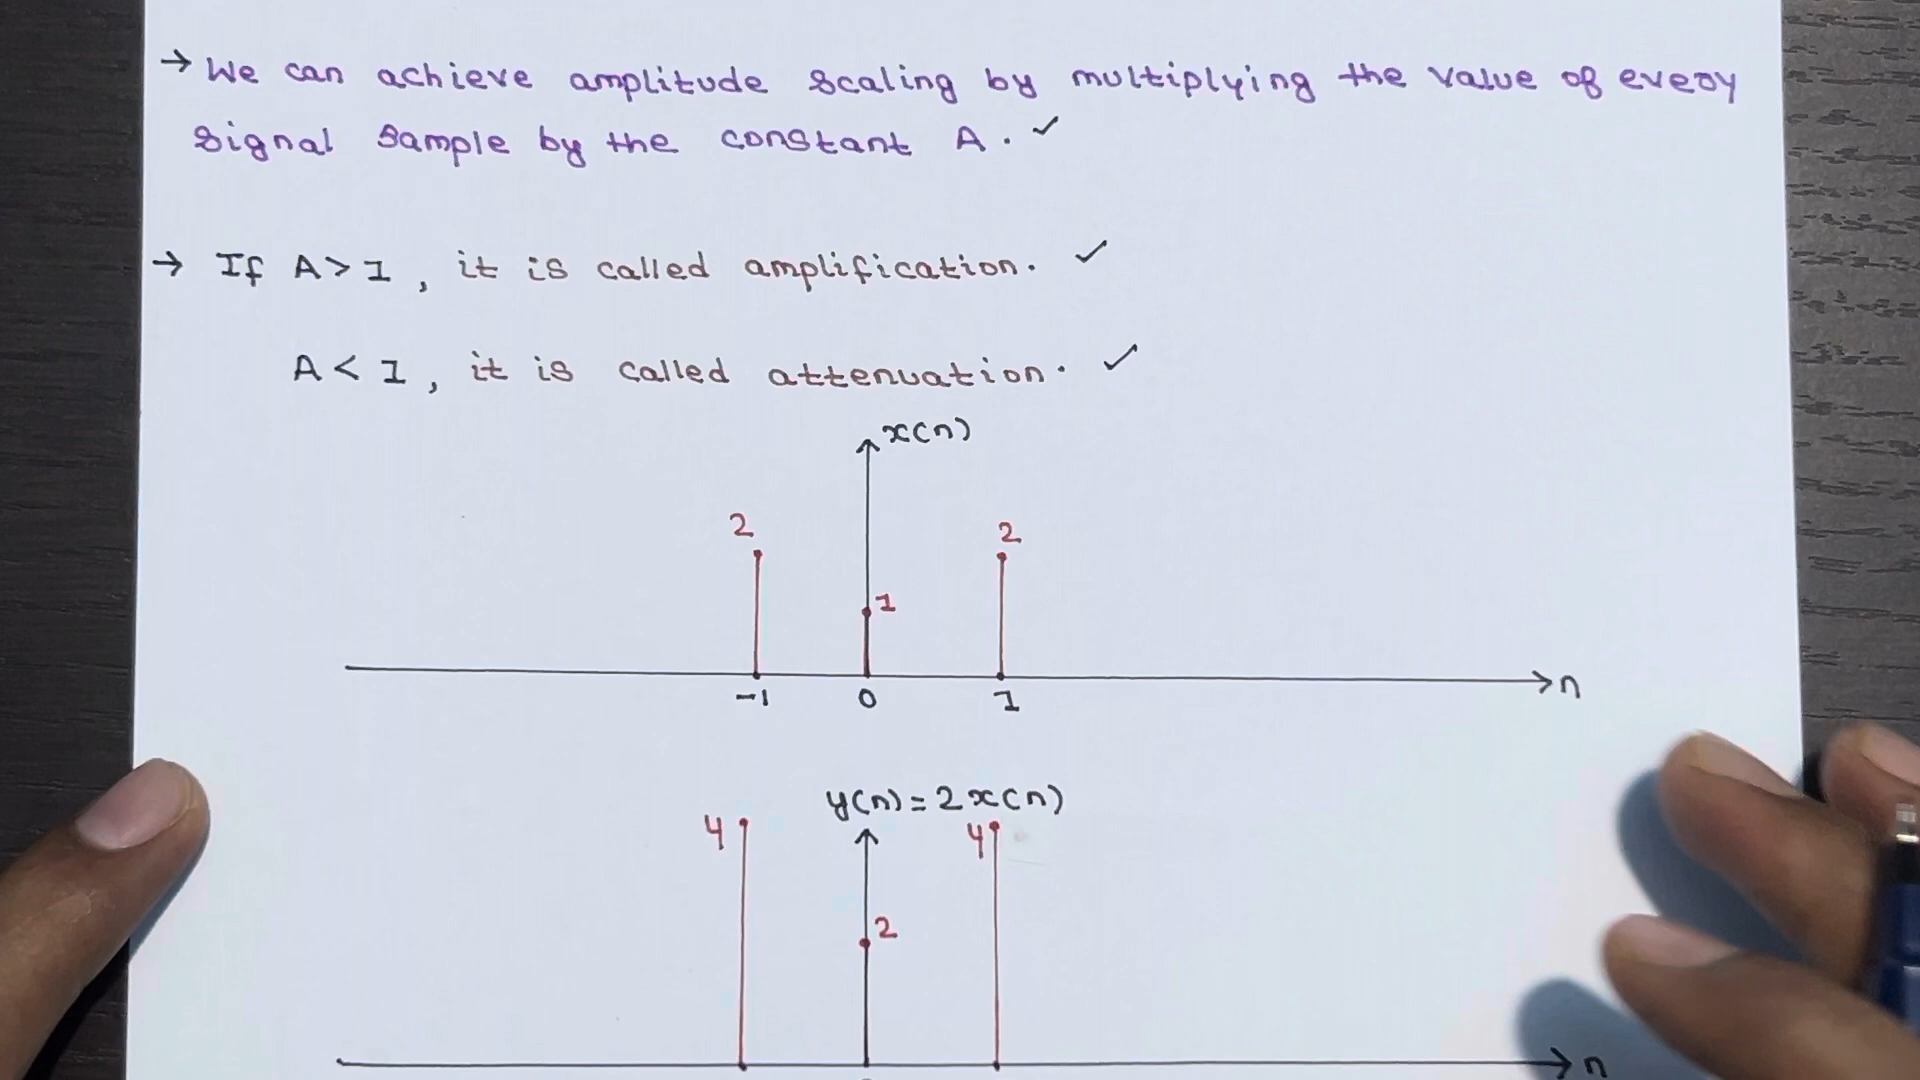 → We can achieve amplitude scaling by multiplying the value of every
signal sample by the constant A. ✓
→ If A > 1, it is called amplification. ✓
A < 1, it is called attenuation. ✓
x(n)
2 2
1
n
-1 0 1
y(n) = 2x(n)
4 4
2
n